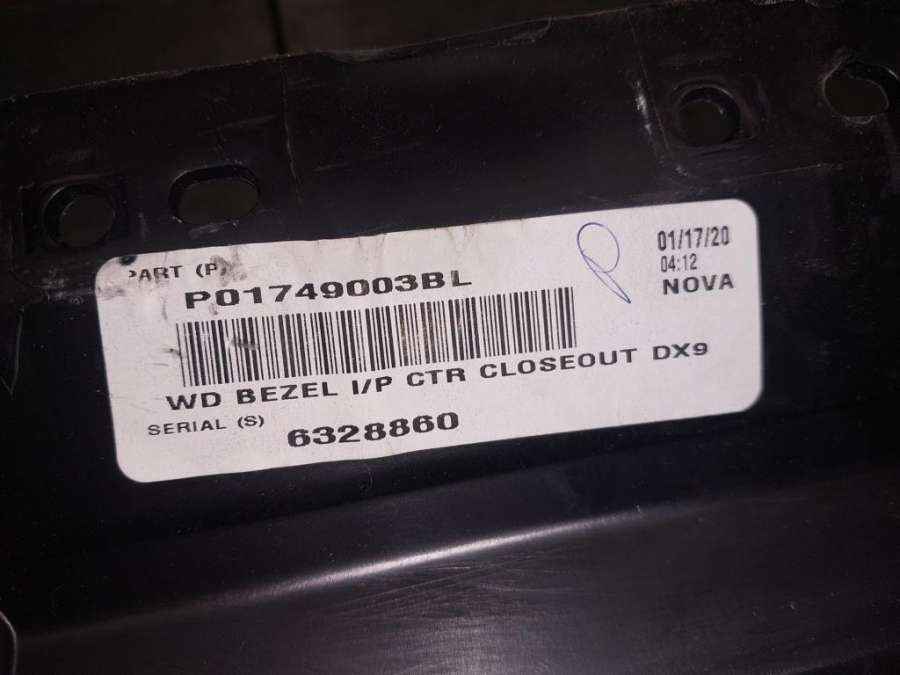 PART (P)
P01749003BL
WD BEZEL I/P CTR CLOSEOUT DX9
SERIAL (S)
6328860
P
01/17/20
04:12
NOVA